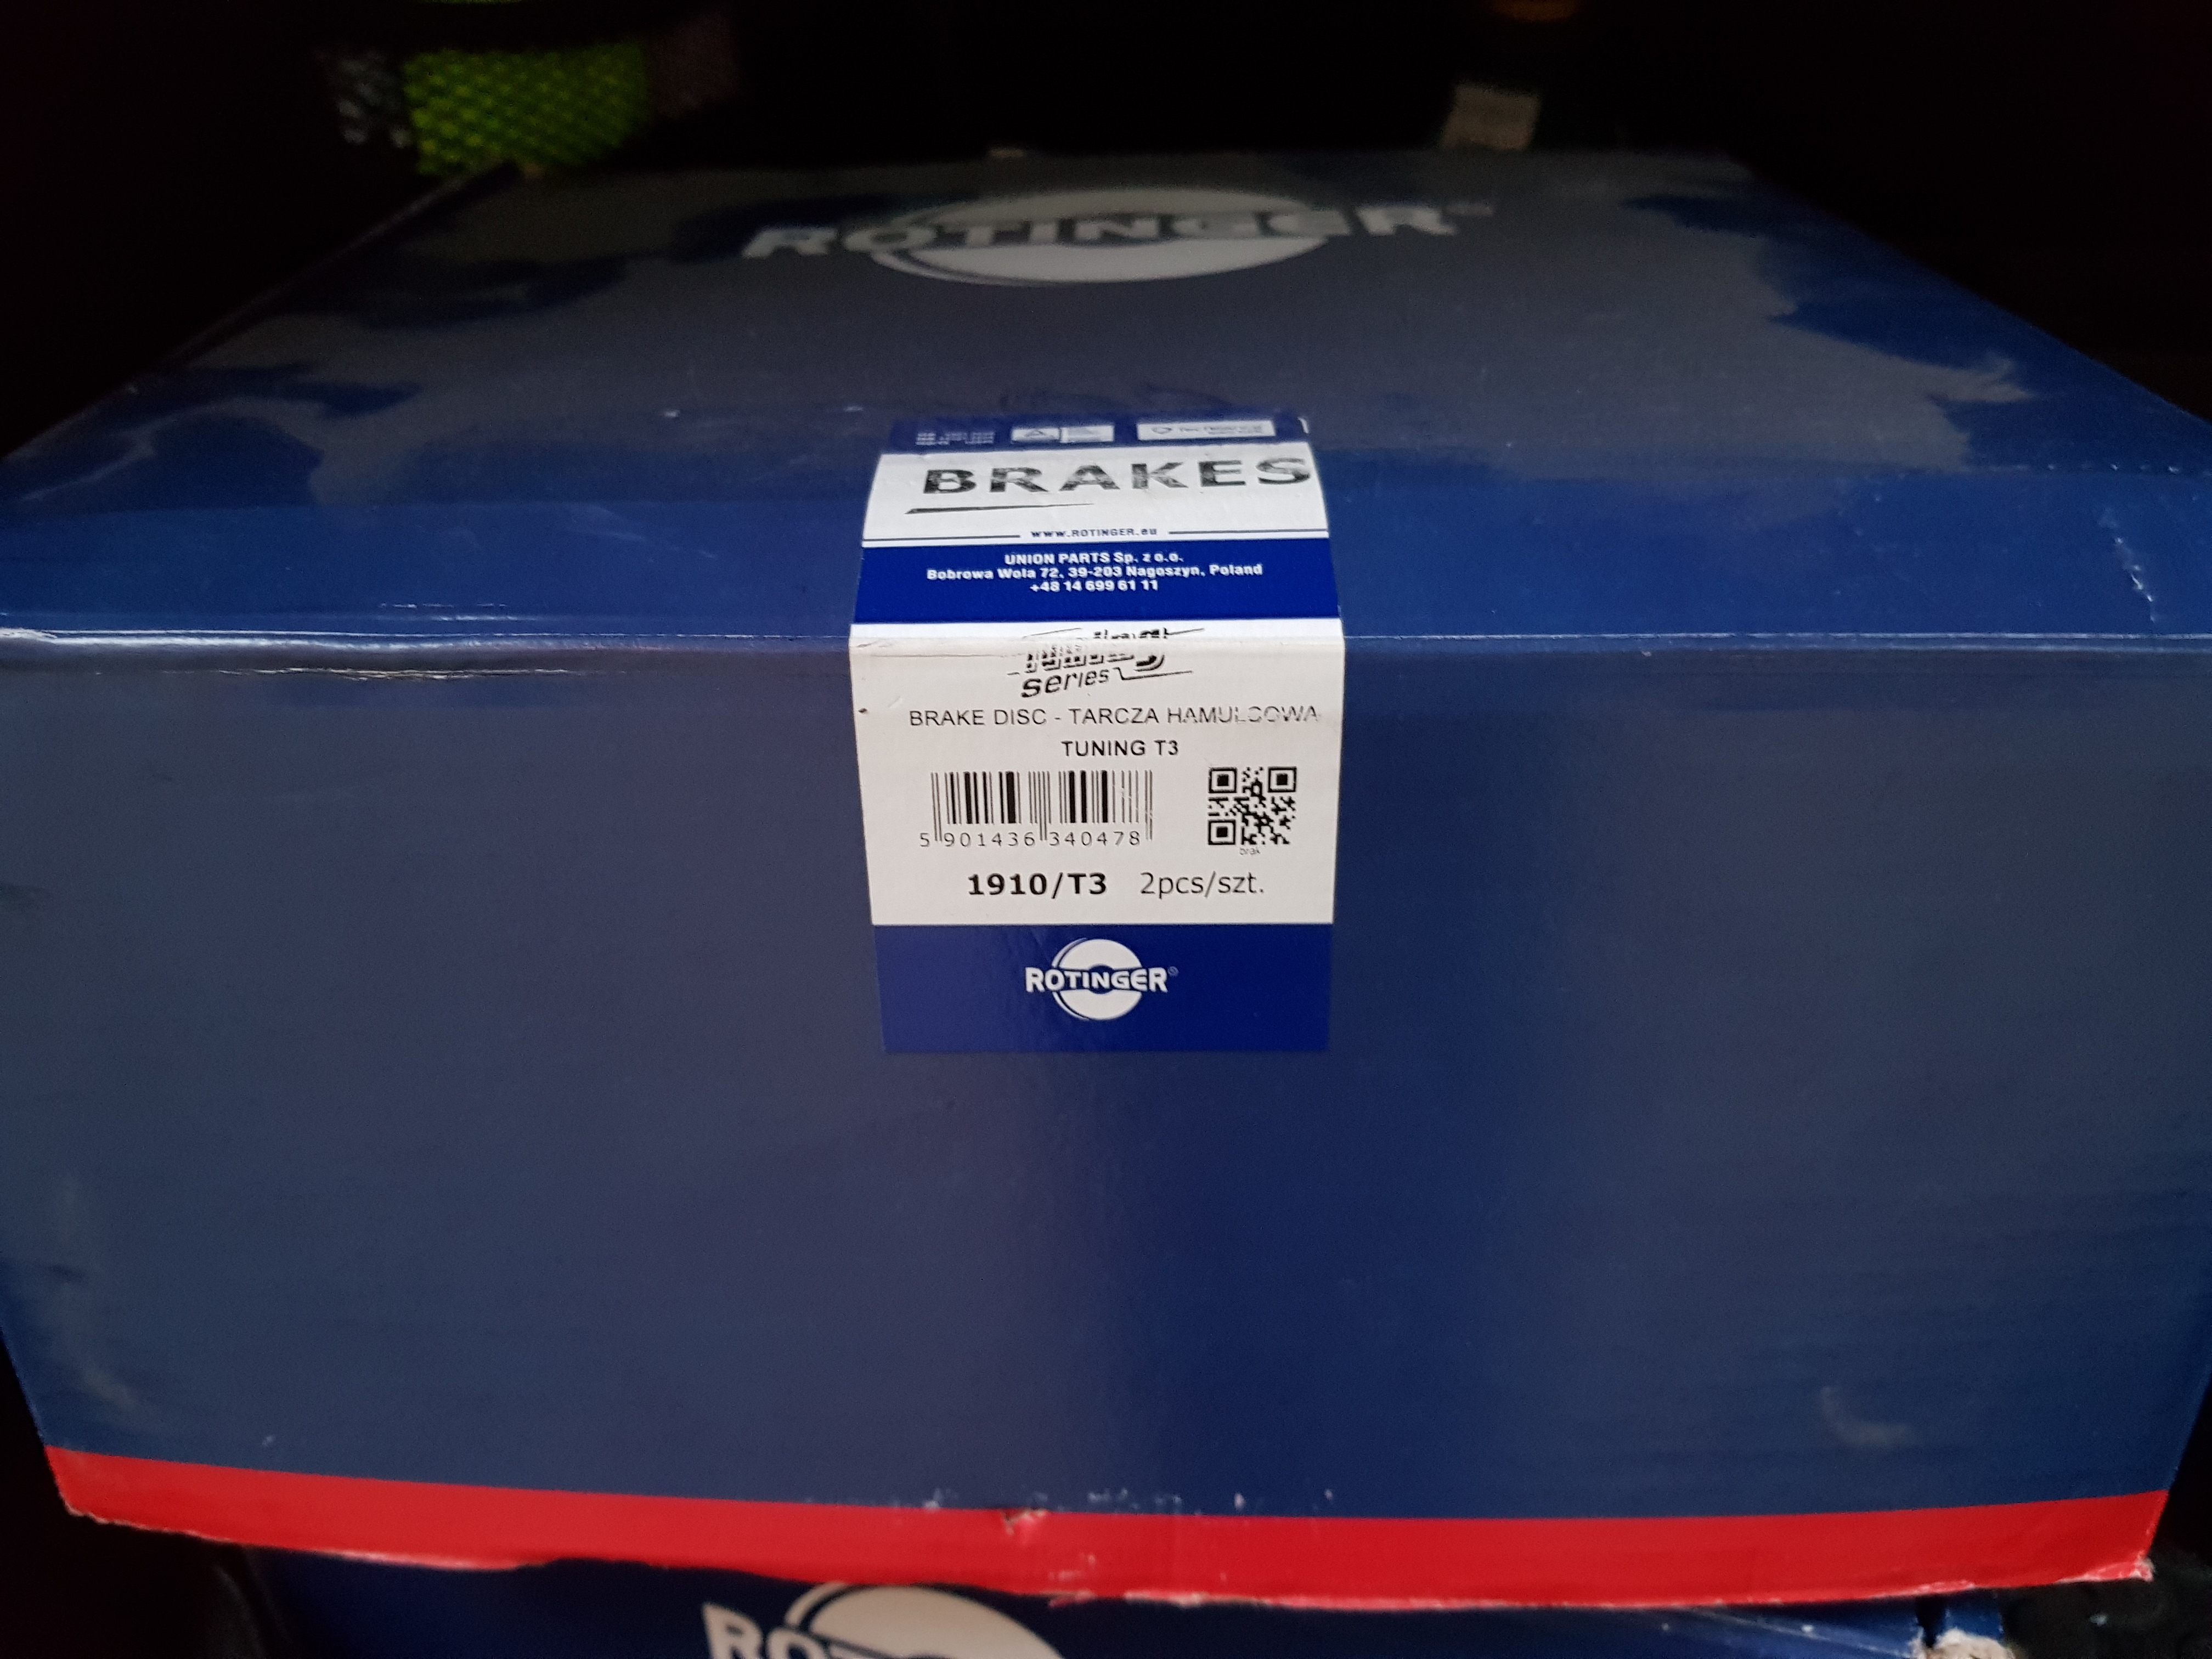 ROTINGER®
BRAKES
www.ROTINGER.eu
UNION PARTS Sp. z o.o.
Bobrowa Wola 72, 39-203 Nagoszyn, Poland
+48 14 699 61 11
series
BRAKE DISC - TARCZA HAMULCOWA
TUNING T3
5 901436 340478
brak
1910/T3 2pcs/szt.
ROTINGER®